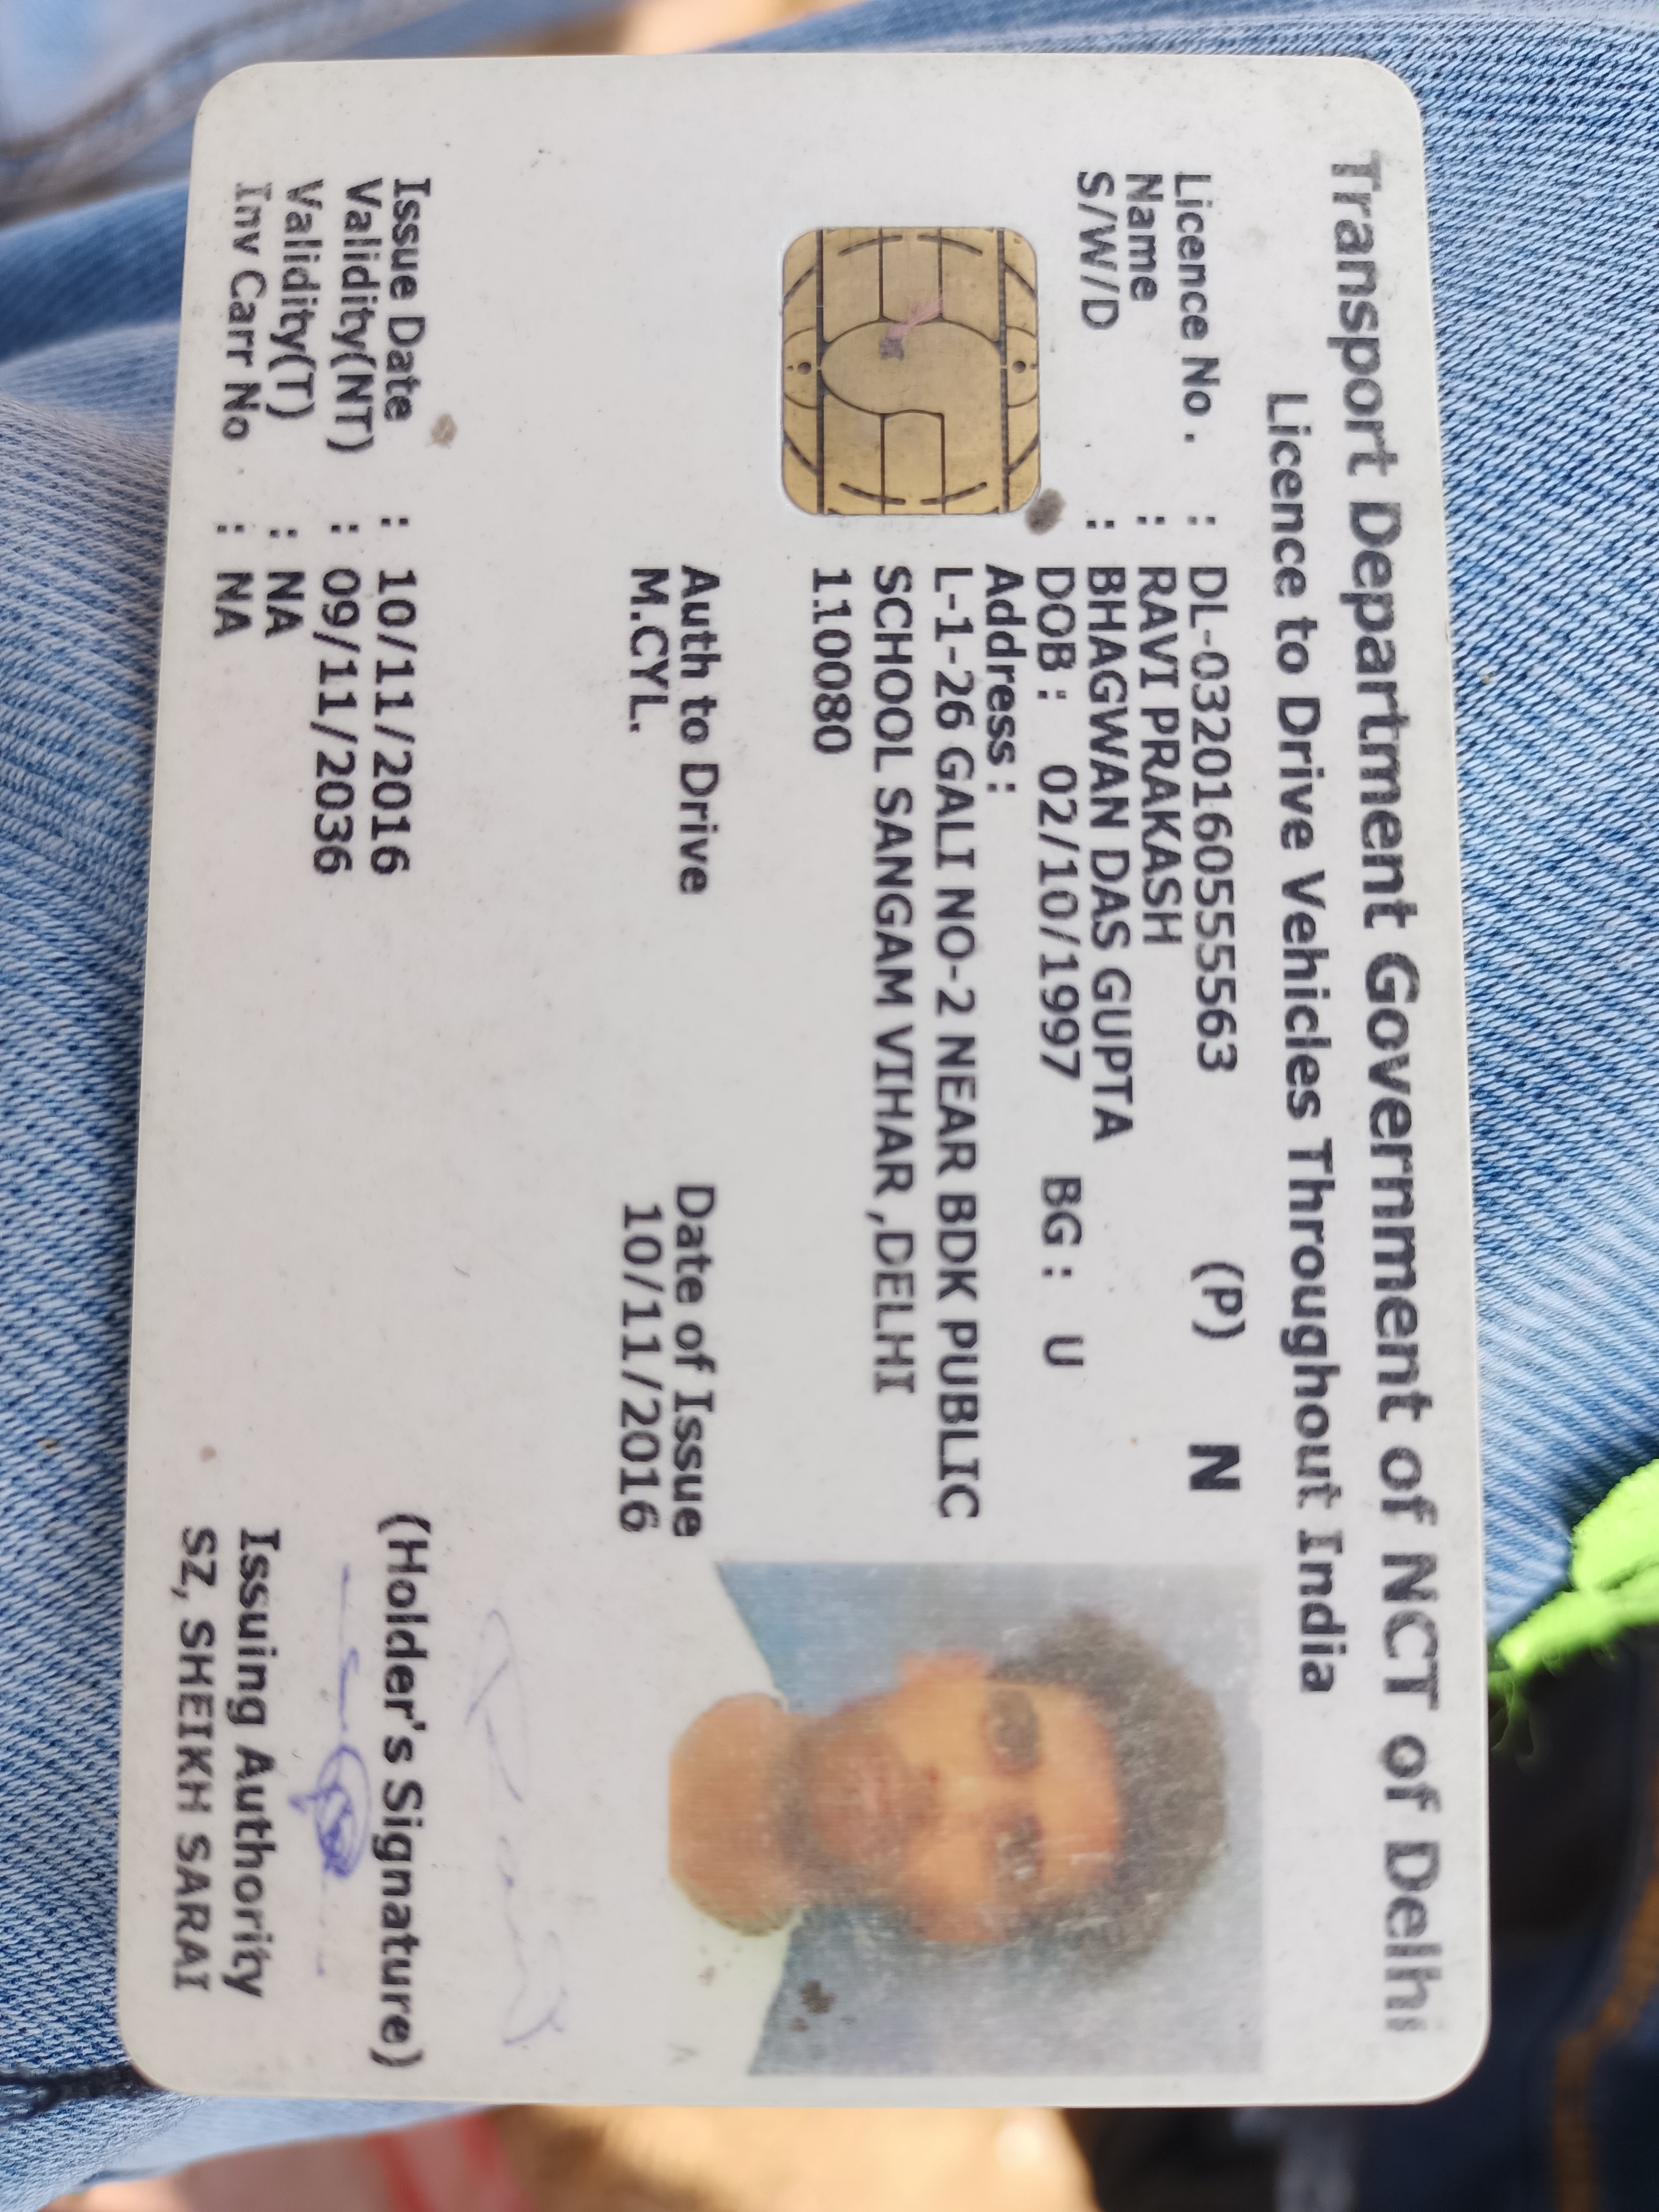 Transport Department Government of NCT of Delhi
Licence to Drive Vehicles Throughout India
Licence No. : DL-0320160555563 (P) N
Name : RAVI PRAKASH
S/W/D : BHAGWAN DAS GUPTA
DOB : 02/10/1997 BG : U
Address :
L-1-26 GALI NO-2 NEAR BDK PUBLIC
SCHOOL SANGAM VIHAR ,DELHI
110080
Auth to Drive Date of Issue
M.CYL. 10/11/2016
Issue Date : 10/11/2016
Validity(NT) : 09/11/2036
Validity(T) : NA
Inv Carr No : NA
(Holder's Signature)
Issuing Authority
SZ, SHEIKH SARAI